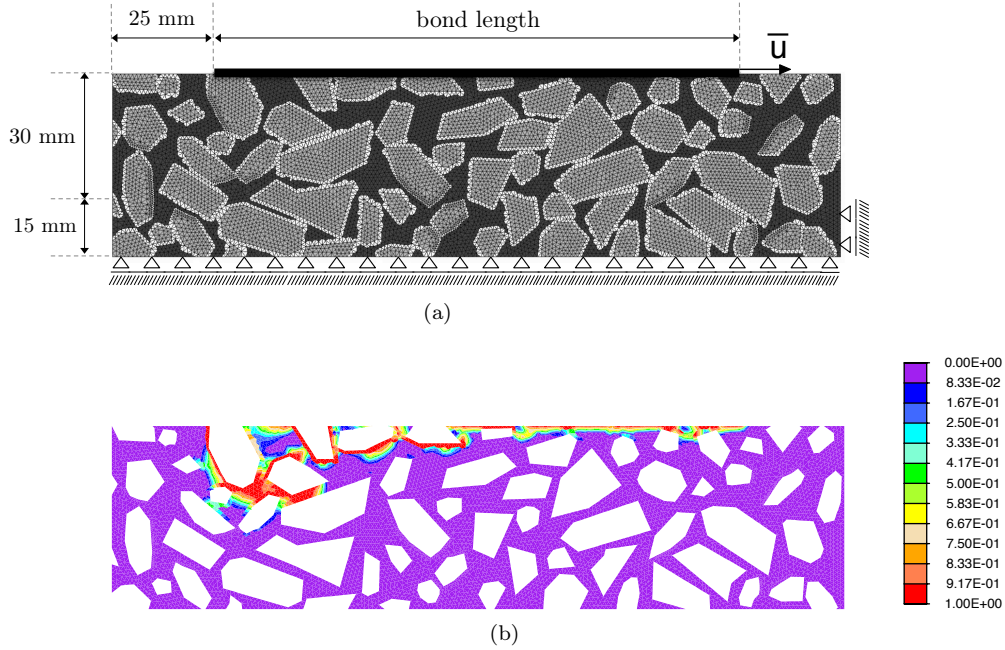 25 mm
bond length
u̅
30 mm
15 mm
(a)
0.00E+00
8.33E-02
1.67E-01
2.50E-01
3.33E-01
4.17E-01
5.00E-01
5.83E-01
6.67E-01
7.50E-01
8.33E-01
9.17E-01
1.00E+00
(b)